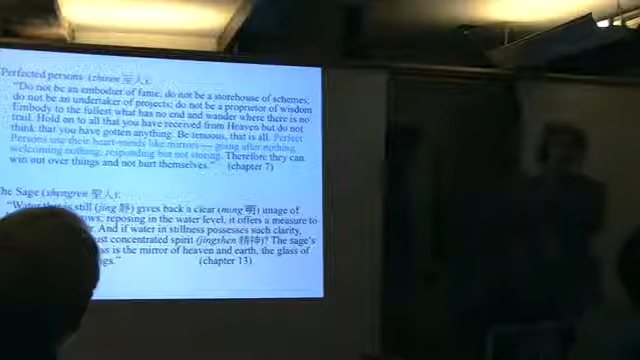 Perfected persons (zhiren 至人):
"Do not be an embodier of fame; do not be a storehouse of schemes;
do not be an undertaker of projects; do not be a proprietor of wisdom
Embody to the fullest what has no end and wander where there is no
trail. Hold on to all that you have received from Heaven but do not
think that you have gotten anything. Be tenuous, that is all. Perfect
Persons use their heart-minds like mirrors — going after nothing
welcoming nothing, responding but not storing. Therefore they can
win out over things and not hurt themselves." (chapter 7)
The Sage (shengren 聖人):
"Water is still (jing 靜) gives back a clear (ming 明) image of
reposing in the water level, it offers a measure to
And if water in stillness possesses such clarity,
concentrated spirit (jingshen 精神)? The sage's
is the mirror of heaven and earth, the glass of
(chapter 13)